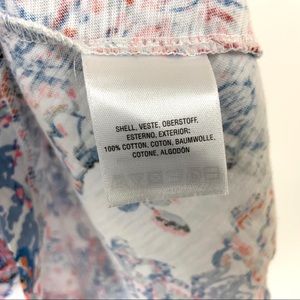 SHELL, VESTE, OBERSTOFF,
ESTERNO, EXTERIOR:
100% COTTON, COTON, BAUMWOLLE,
COTONE, ALGODÓN